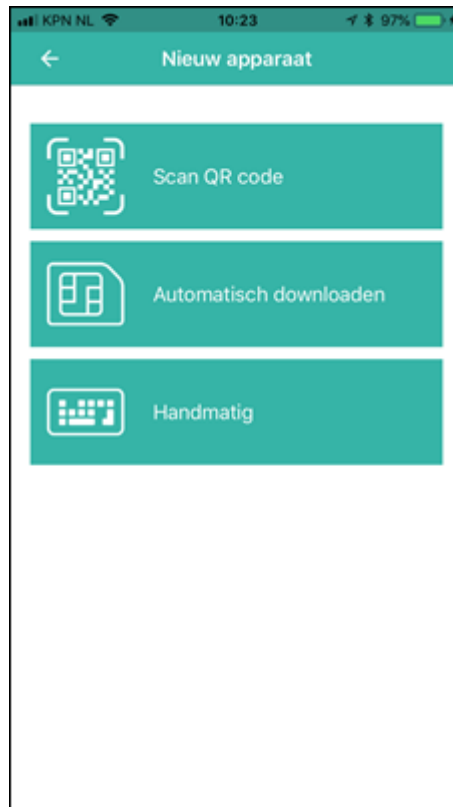 KPN NL 10:23 97%
Nieuw apparaat
Scan QR code
Automatisch downloaden
Handmatig